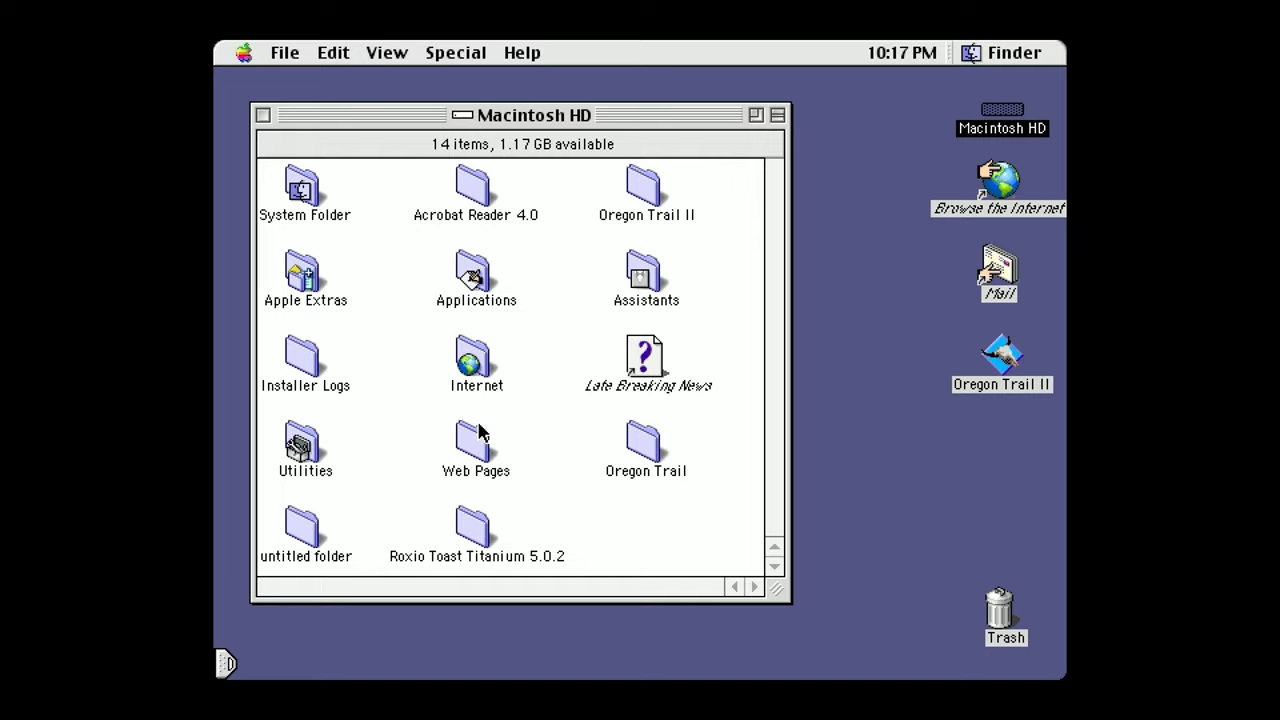 File Edit View Special Help 10:17 PM Finder
Macintosh HD
14 items, 1.17 GB available
System Folder Acrobat Reader 4.0 Oregon Trail II
Apple Extras Applications Assistants
Installer Logs Internet Late Breaking News
Utilities Web Pages Oregon Trail
untitled folder Roxio Toast Titanium 5.0.2
Macintosh HD
Browse the Internet
Mail
Oregon Trail II
Trash